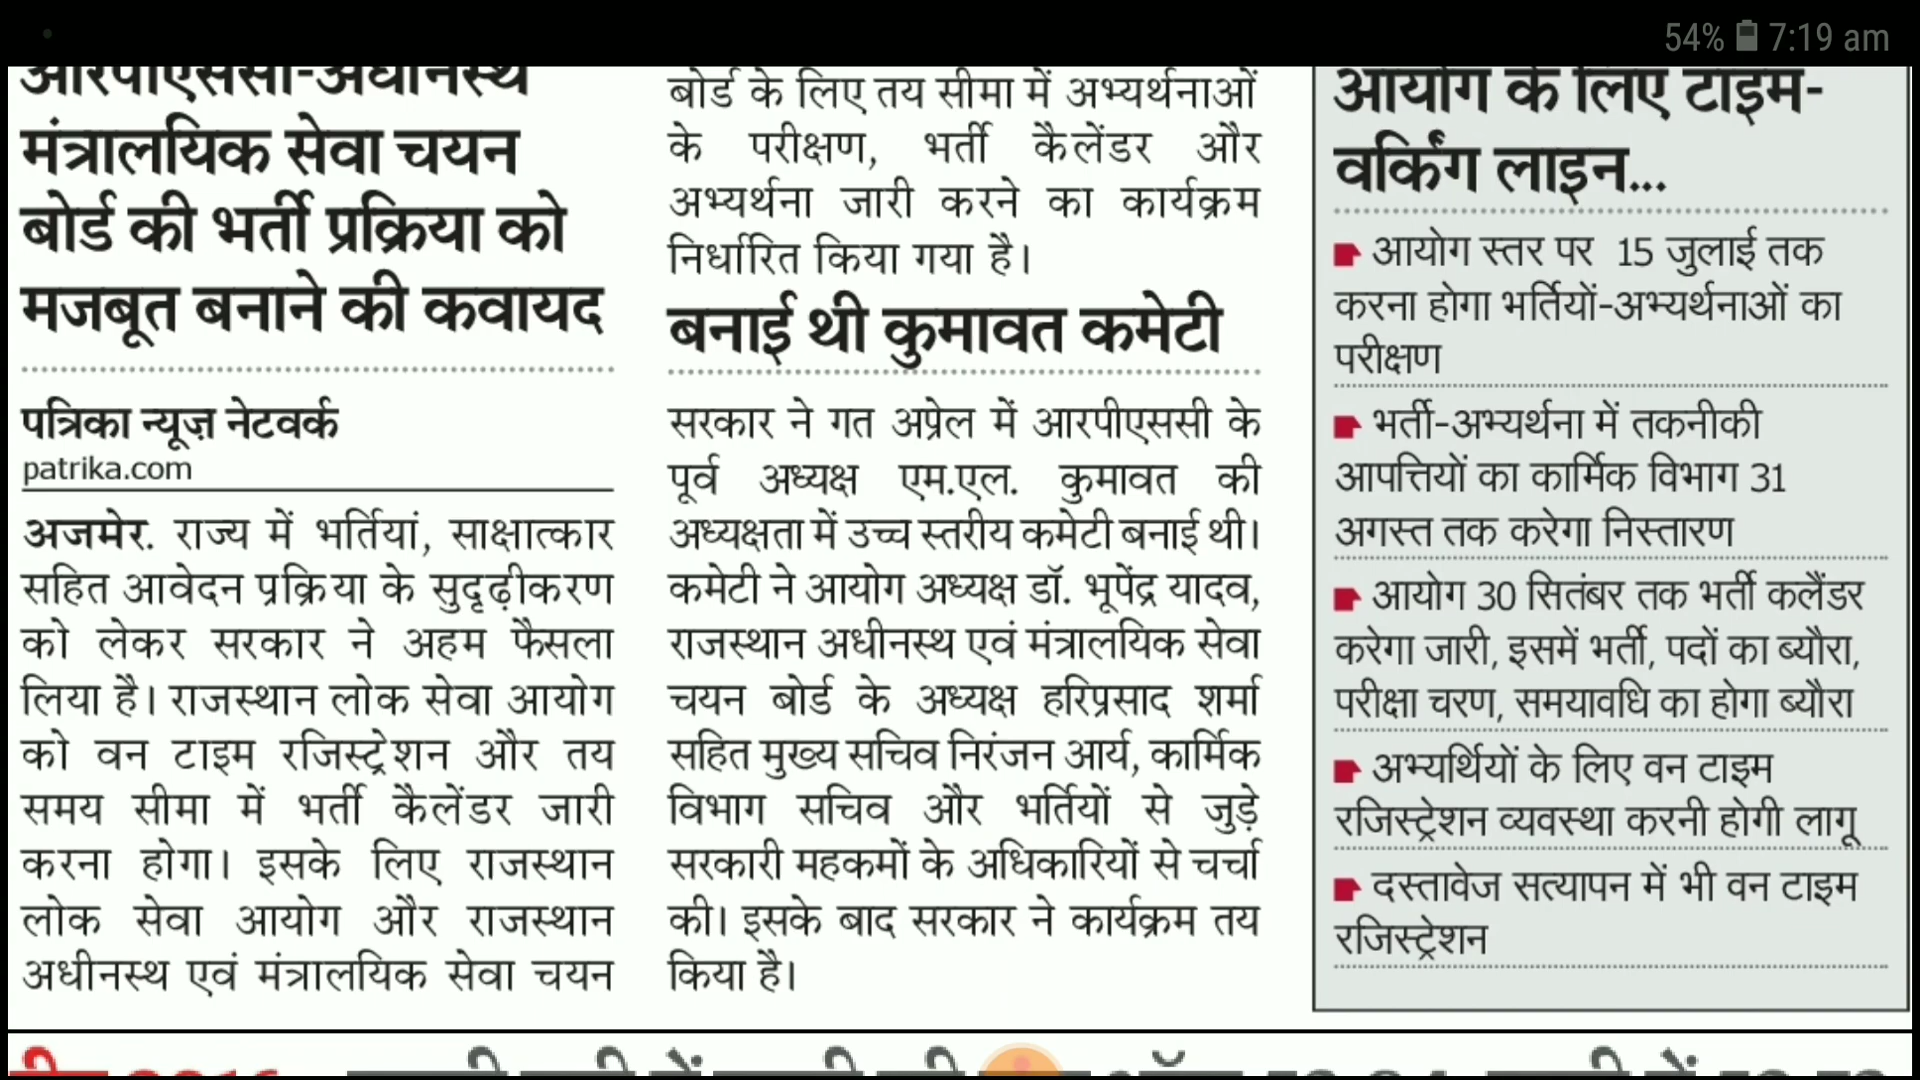 54% 7:19 am
आरपीएससी-अधीनस्थ
मंत्रालयिक सेवा चयन
बोर्ड की भर्ती प्रक्रिया को
मजबूत बनाने की कवायद
पत्रिका न्यूज़ नेटवर्क
patrika.com
अजमेर. राज्य में भर्तियां, साक्षात्कार
सहित आवेदन प्रक्रिया के सुदृढ़ीकरण
को लेकर सरकार ने अहम फैसला
लिया है। राजस्थान लोक सेवा आयोग
को वन टाइम रजिस्ट्रेशन और तय
समय सीमा में भर्ती कैलेंडर जारी
करना होगा। इसके लिए राजस्थान
लोक सेवा आयोग और राजस्थान
अधीनस्थ एवं मंत्रालयिक सेवा चयन
बोर्ड के लिए तय सीमा में अभ्यर्थनाओं
के परीक्षण, भर्ती कैलेंडर और
अभ्यर्थना जारी करने का कार्यक्रम
निर्धारित किया गया है।
बनाई थी कुमावत कमेटी
सरकार ने गत अप्रेल में आरपीएससी के
पूर्व अध्यक्ष एम.एल. कुमावत की
अध्यक्षता में उच्च स्तरीय कमेटी बनाई थी।
कमेटी ने आयोग अध्यक्ष डॉ. भूपेंद्र यादव,
राजस्थान अधीनस्थ एवं मंत्रालयिक सेवा
चयन बोर्ड के अध्यक्ष हरिप्रसाद शर्मा
सहित मुख्य सचिव निरंजन आर्य, कार्मिक
विभाग सचिव और भर्तियों से जुड़े
सरकारी महकमों के अधिकारियों से चर्चा
की। इसके बाद सरकार ने कार्यक्रम तय
किया है।
आयोग के लिए टाइम-
वर्किंग लाइन...
आयोग स्तर पर 15 जुलाई तक
करना होगा भर्तियों-अभ्यर्थनाओं का
परीक्षण
भर्ती-अभ्यर्थना में तकनीकी
आपत्तियों का कार्मिक विभाग 31
अगस्त तक करेगा निस्तारण
आयोग 30 सितंबर तक भर्ती कलैंडर
करेगा जारी, इसमें भर्ती, पदों का ब्यौरा,
परीक्षा चरण, समयावधि का होगा ब्यौरा
अभ्यर्थियों के लिए वन टाइम
रजिस्ट्रेशन व्यवस्था करनी होगी लागू
दस्तावेज सत्यापन में भी वन टाइम
रजिस्ट्रेशन